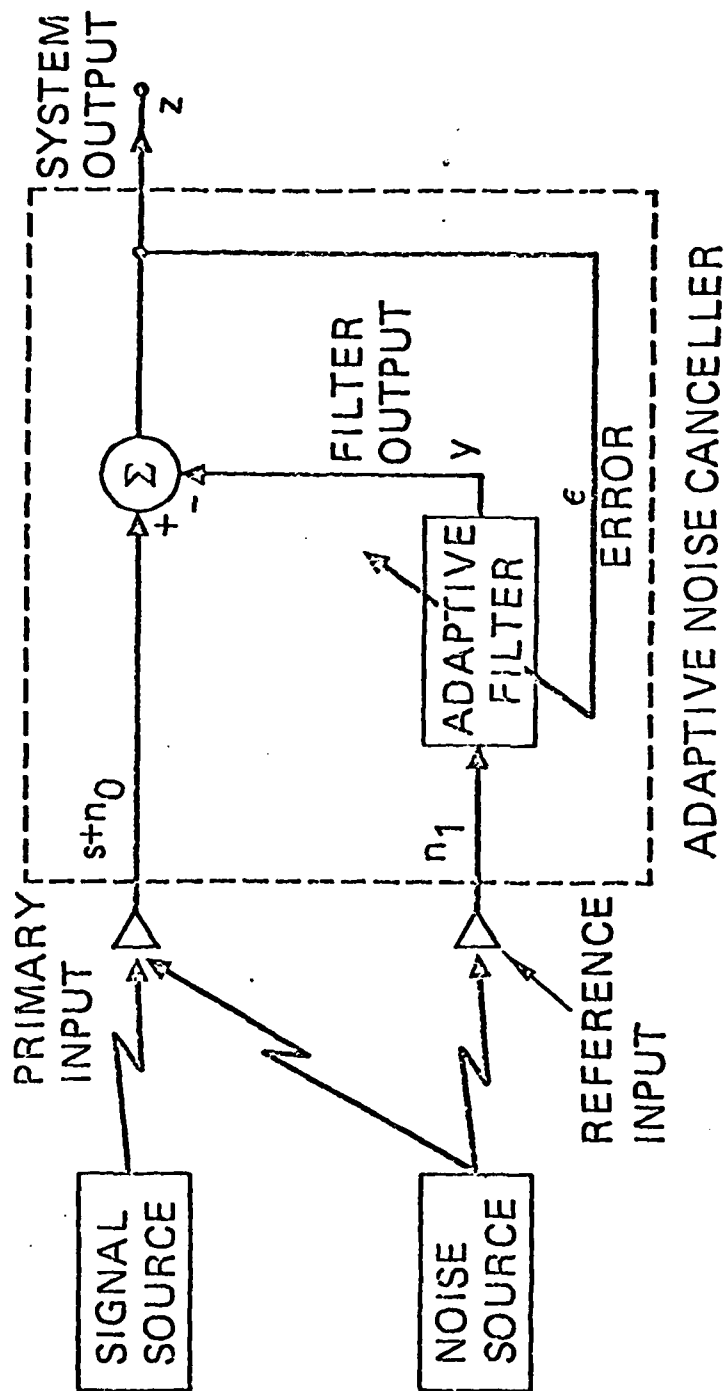 SIGNAL
SOURCE
PRIMARY
INPUT
s+n0
+
-
Σ
SYSTEM
OUTPUT
z
FILTER
OUTPUT
y
NOISE
SOURCE
REFERENCE
INPUT
n1
ADAPTIVE
FILTER
ϵ
ERROR
ADAPTIVE NOISE CANCELLER